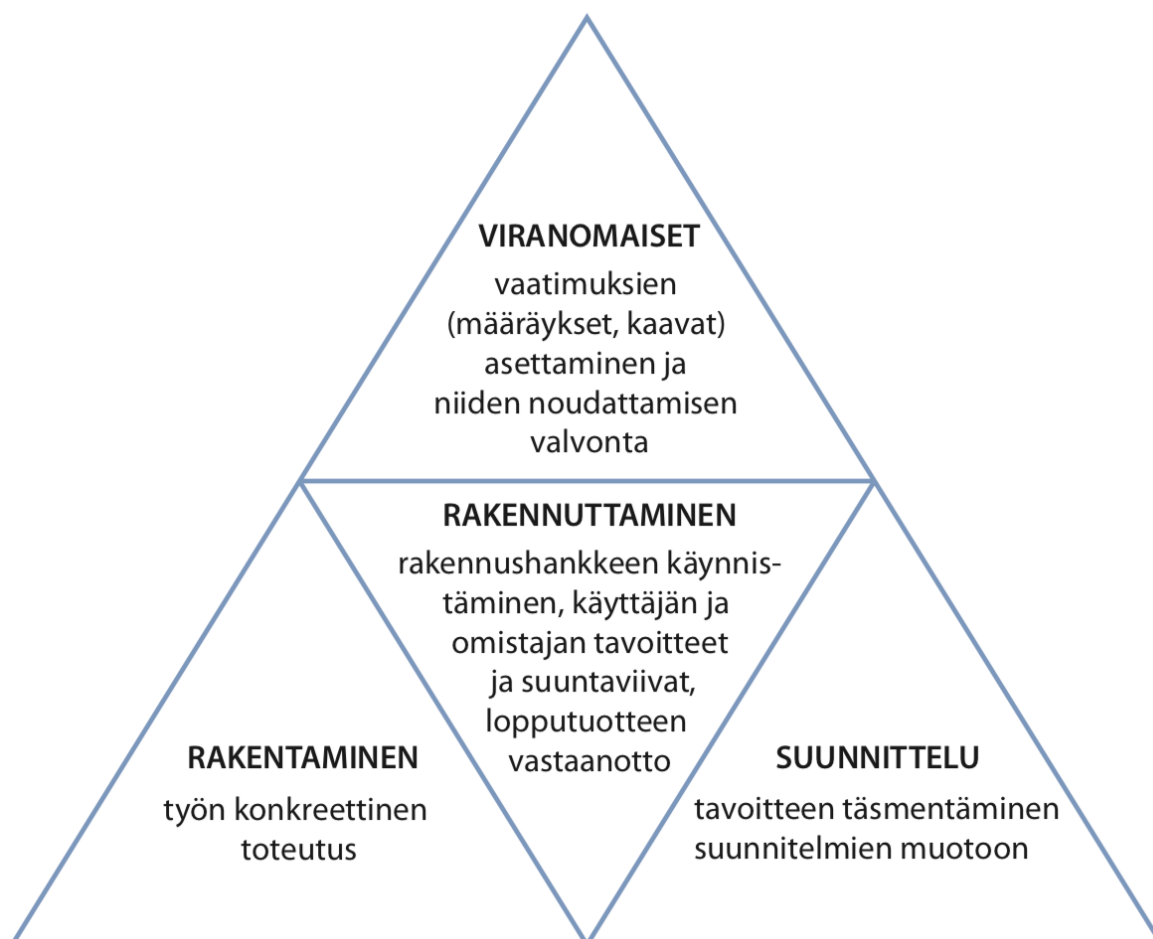 VIRANOMAISET
vaatimuksien
(määräykset, kaavat)
asettaminen ja
niiden noudattamisen
valvonta
RAKENNUTTAMINEN
rakennushankkeen käynnis-
täminen, käyttäjän ja
omistajan tavoitteet
ja suuntaviivat,
lopputuotteen
vastaanotto
RAKENTAMINEN
työn konkreettinen
toteutus
SUUNNITTELU
tavoitteen täsmentäminen
suunnitelmien muotoon